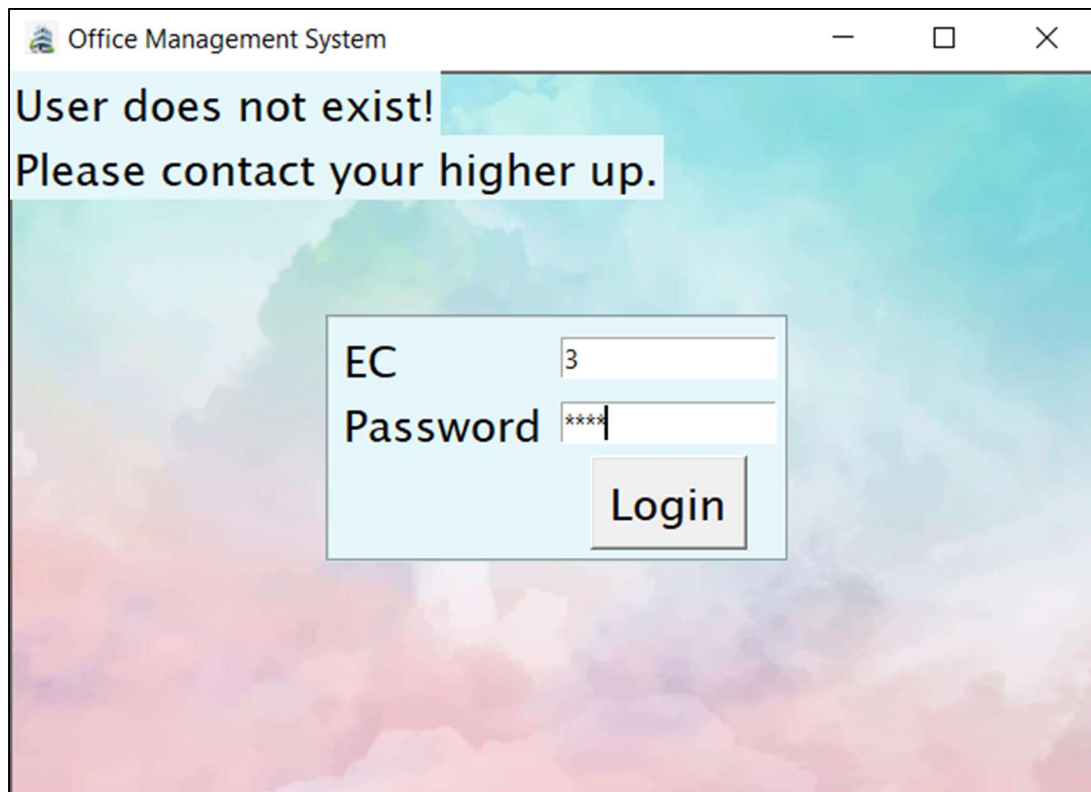 Office Management System
User does not exist!
Please contact your higher up.
EC 3
Password ****
Login